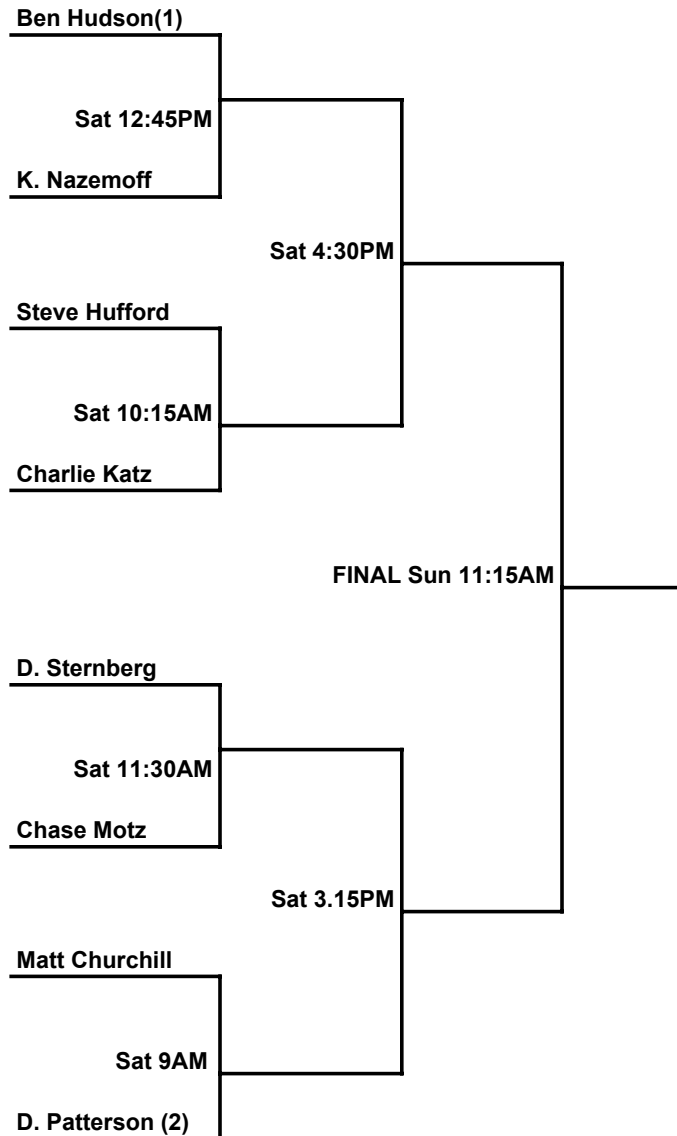 Ben Hudson(1)
Sat 12:45PM
K. Nazemoff
Sat 4:30PM
Steve Hufford
Sat 10:15AM
Charlie Katz
FINAL Sun 11:15AM
D. Sternberg
Sat 11:30AM
Chase Motz
Sat 3.15PM
Matt Churchill
Sat 9AM
D. Patterson (2)